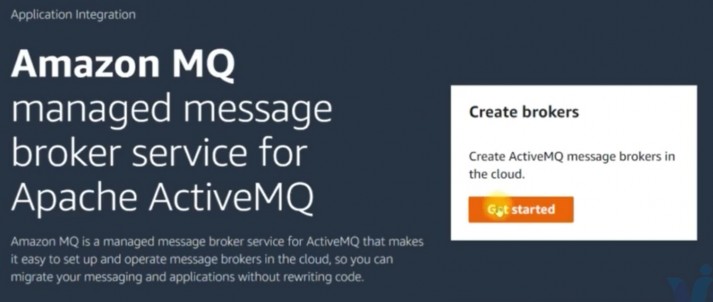 Application Integration
Amazon MQ
managed message
broker service for
Apache ActiveMQ
Amazon MQ is a managed message broker service for ActiveMQ that makes
it easy to set up and operate message brokers in the cloud, so you can
migrate your messaging and applications without rewriting code.
Create brokers
Create ActiveMQ message brokers in
the cloud.
Get started